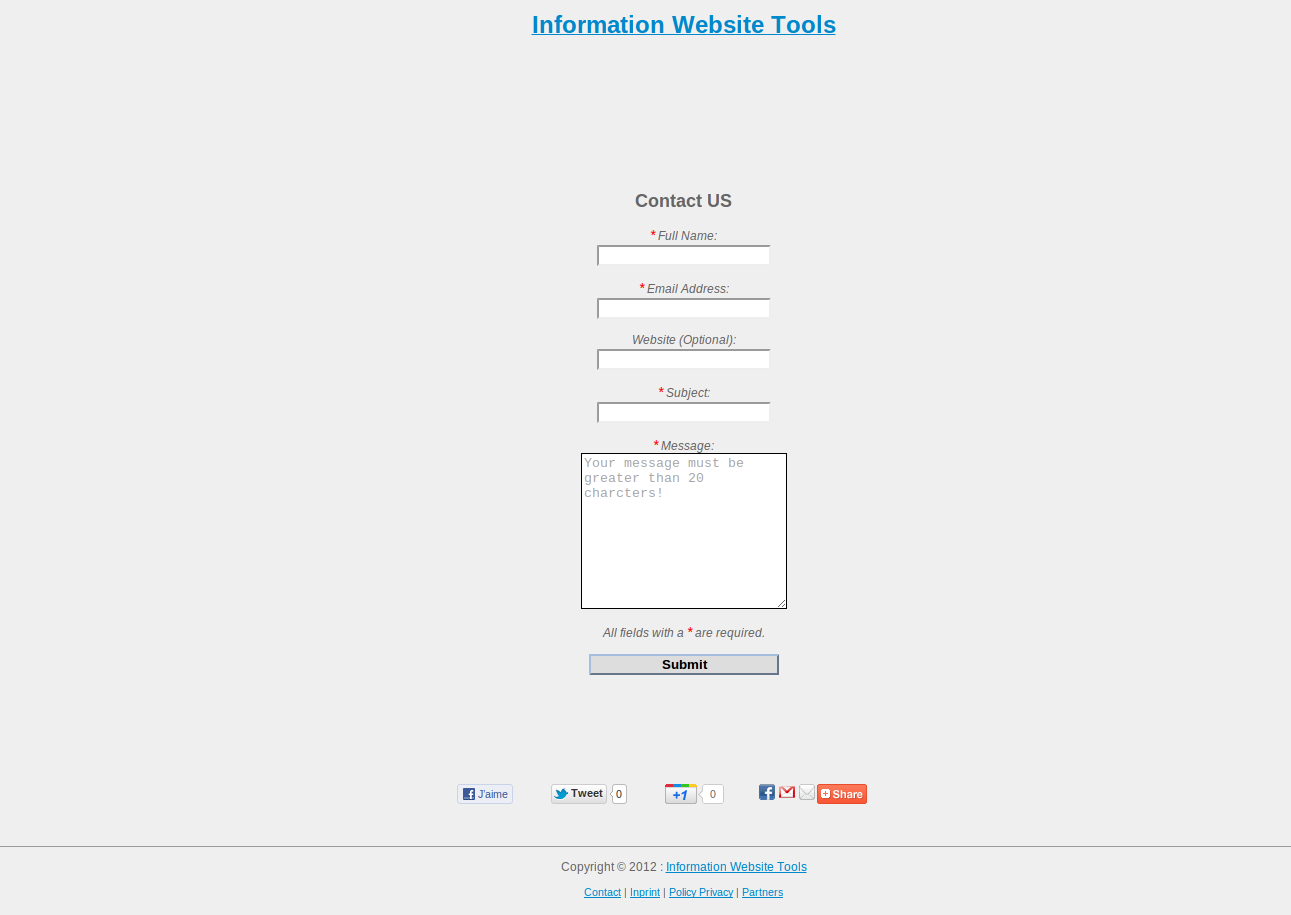 Information Website Tools
Contact US
* Full Name:
* Email Address:
Website (Optional):
* Subject:
* Message:
Your message must be
greater than 20
charcters!
All fields with a * are required.
Submit
J'aime Tweet 0 +1 0 Share
Copyright © 2012 : Information Website Tools
Contact | Inprint | Policy Privacy | Partners